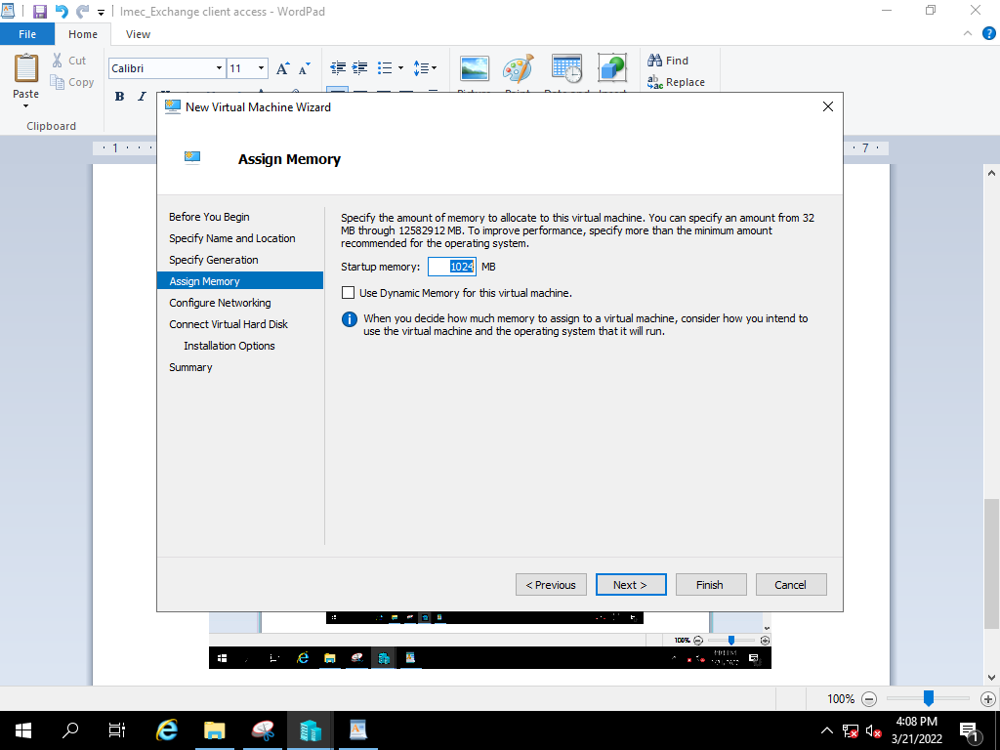 Imec_Exchange client access - WordPad
File Home View
Paste
Cut
Copy
Clipboard
Calibri 11
B I
Find
Replace
1
7
New Virtual Machine Wizard
Assign Memory
Before You Begin
Specify Name and Location
Specify Generation
Assign Memory
Configure Networking
Connect Virtual Hard Disk
Installation Options
Summary
Specify the amount of memory to allocate to this virtual machine. You can specify an amount from 32
MB through 12582912 MB. To improve performance, specify more than the minimum amount
recommended for the operating system.
Startup memory: 1024 MB
Use Dynamic Memory for this virtual machine.
When you decide how much memory to assign to a virtual machine, consider how you intend to
use the virtual machine and the operating system that it will run.
< Previous Next > Finish Cancel
100%
100%
4:08 PM
3/21/2022
1